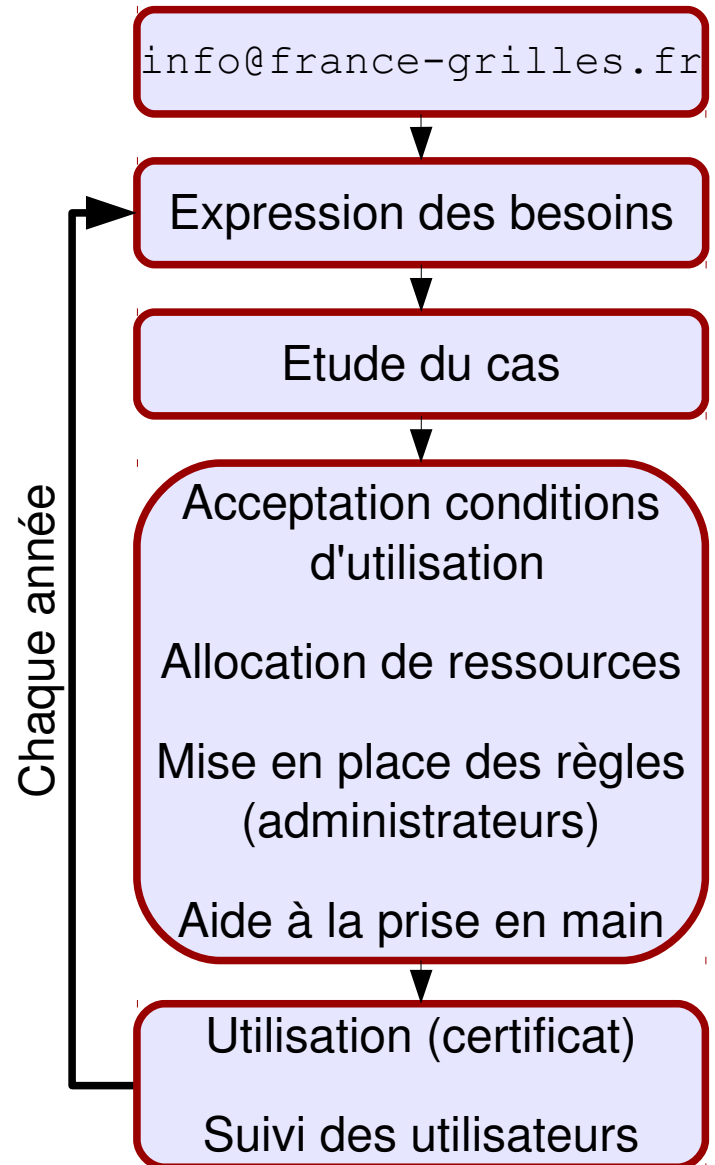 info@france-grilles.fr
Expression des besoins
Etude du cas
Acceptation conditions
d'utilisation
Allocation de ressources
Mise en place des règles
(administrateurs)
Aide à la prise en main
Utilisation (certificat)
Suivi des utilisateurs
Chaque année